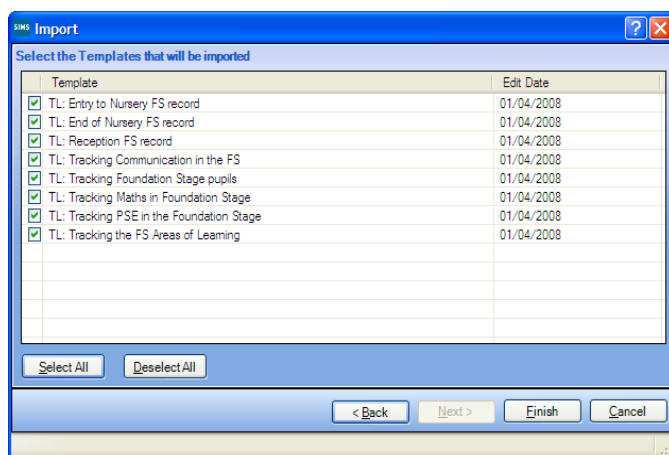 SIMS Import
Select the Templates that will be imported
Template Edit Date
TL: Entry to Nursery FS record 01/04/2008
TL: End of Nursery FS record 01/04/2008
TL: Reception FS record 01/04/2008
TL: Tracking Communication in the FS 01/04/2008
TL: Tracking Foundation Stage pupils 01/04/2008
TL: Tracking Maths in Foundation Stage 01/04/2008
TL: Tracking PSE in the Foundation Stage 01/04/2008
TL: Tracking the FS Areas of Learning 01/04/2008
Select All Deselect All
< Back Next > Finish Cancel